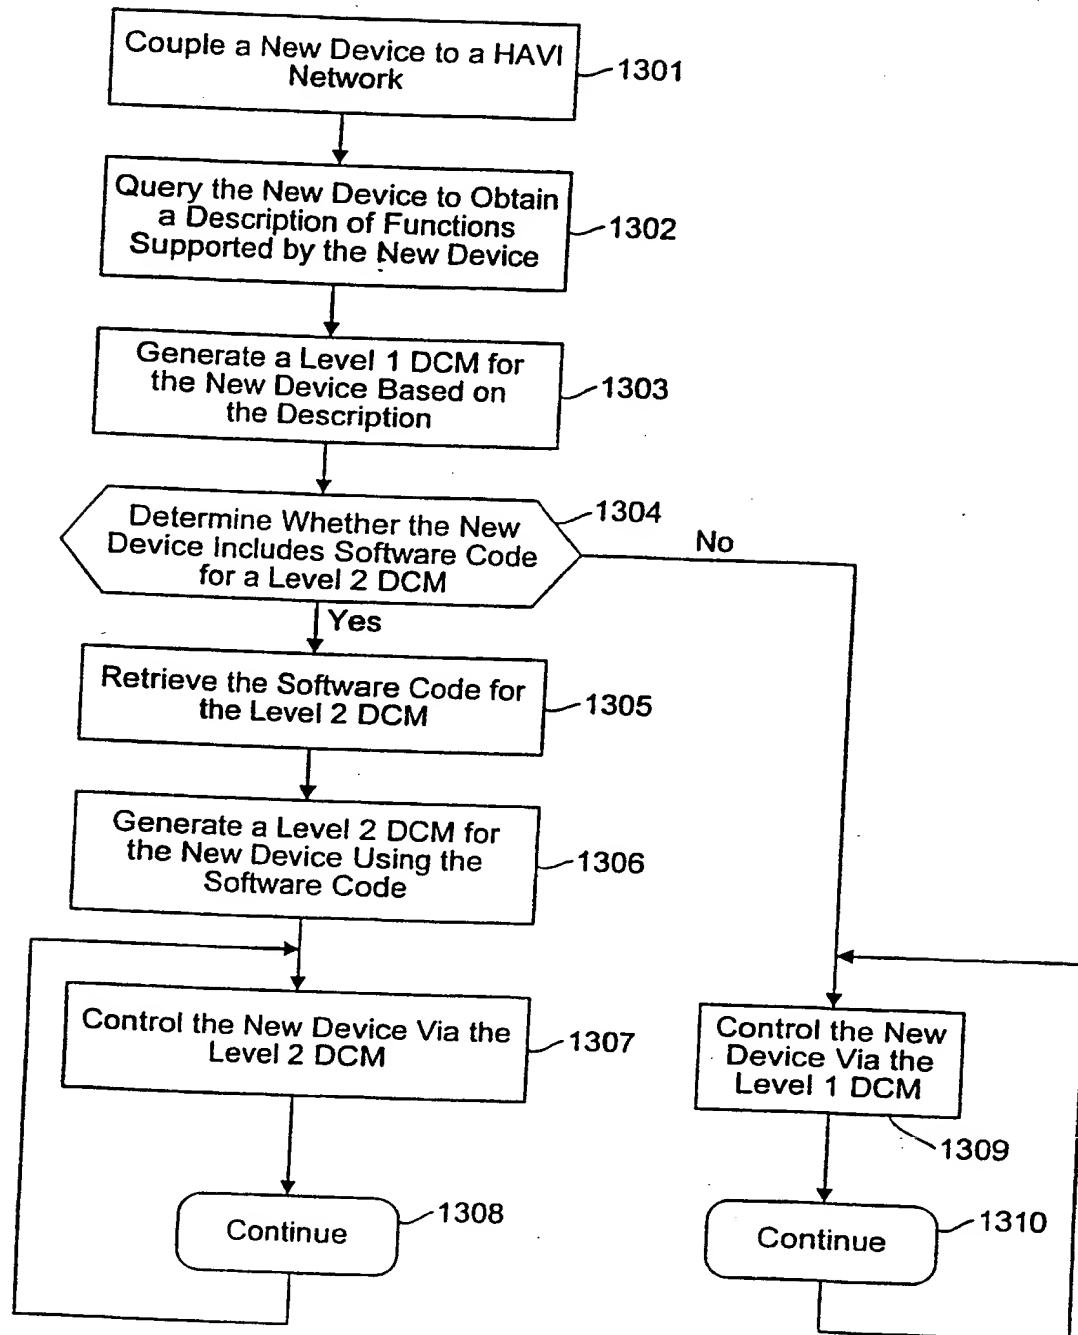 Couple a New Device to a HAVI
Network
1301
Query the New Device to Obtain
a Description of Functions
Supported by the New Device
1302
Generate a Level 1 DCM for
the New Device Based on
the Description
1303
Determine Whether the New
Device Includes Software Code
for a Level 2 DCM
1304
No
Yes
Retrieve the Software Code for
the Level 2 DCM
1305
Generate a Level 2 DCM for
the New Device Using the
Software Code
1306
Control the New Device Via the
Level 2 DCM
1307
Control the New
Device Via the
Level 1 DCM
1309
Continue
1308
Continue
1310